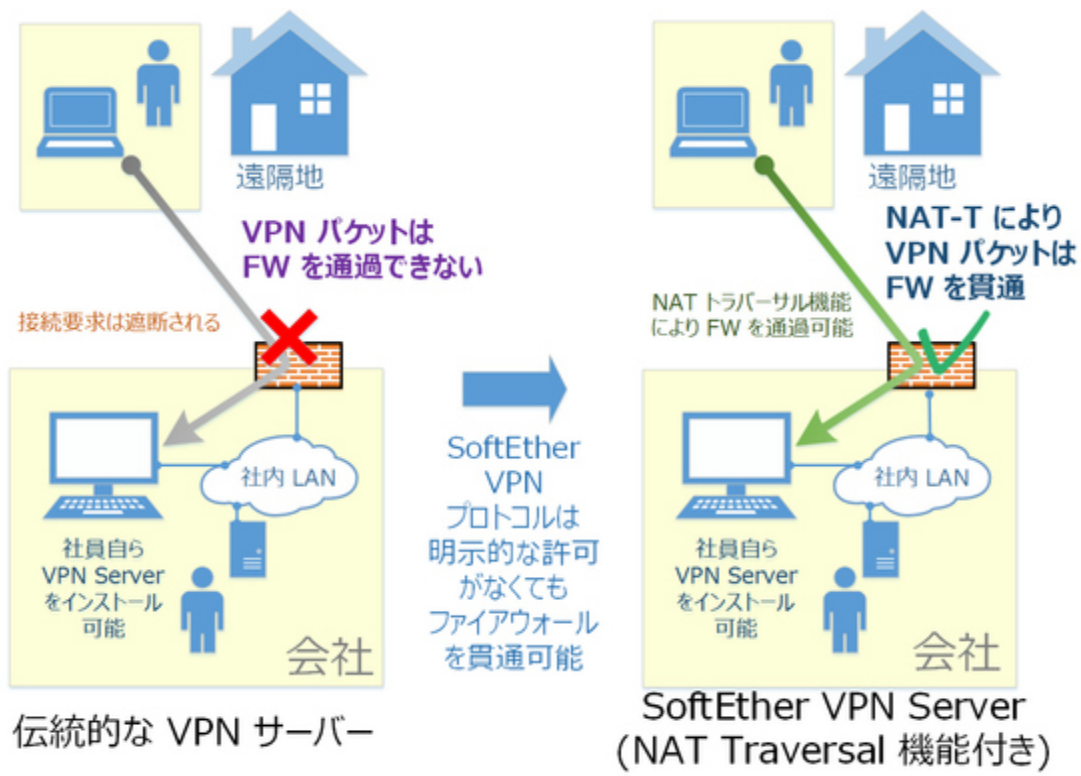 遠隔地
VPN パケットは
FW を通過できない
接続要求は遮断される
社内 LAN
社員自ら
VPN Server
をインストール
可能
会社
伝統的な VPN サーバー
SoftEther
VPN
プロトコルは
明示的な許可
がなくても
ファイアウォール
を貫通可能
遠隔地
NAT-T により
VPN パケットは
FW を貫通
NAT トラバーサル機能
により FW を通過可能
社内 LAN
社員自ら
VPN Server
をインストール
可能
会社
SoftEther VPN Server
(NAT Traversal 機能付き)